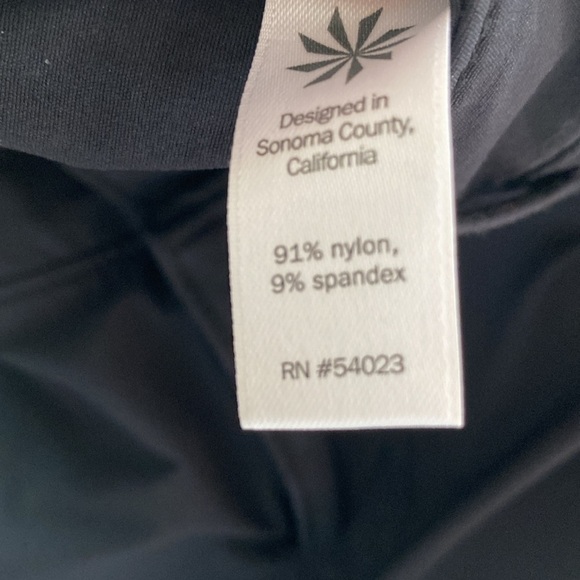 Designed in
Sonoma County,
California
91% nylon,
9% spandex
RN #54023